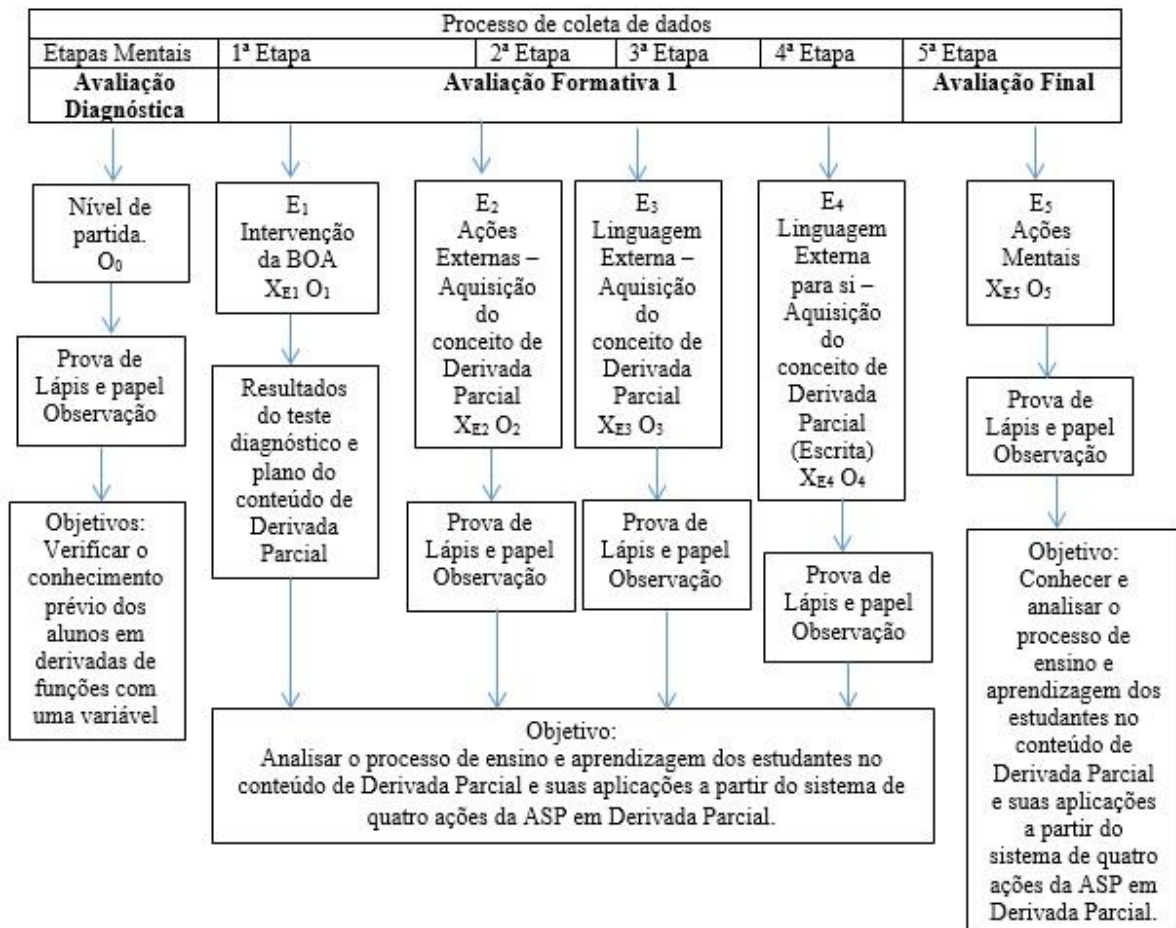 Processo de coleta de dados
Etapas Mentais 1ª Etapa 2ª Etapa 3ª Etapa 4ª Etapa 5ª Etapa
Avaliação
Diagnóstica
Avaliação Formativa 1
Avaliação Final
Nível de
partida.
O₀
Prova de
Lápis e papel
Observação
Objetivos:
Verificar o
conhecimento
prévio dos
alunos em
derivadas de
funções com
uma variável
E₁
Intervenção
da BOA
XE1 O₁
Resultados
do teste
diagnóstico e
plano do
conteúdo de
Derivada
Parcial
E₂
Ações
Externas –
Aquisição
do
conceito de
Derivada
Parcial
XE2 O₂
Prova de
Lápis e papel
Observação
E₃
Linguagem
Externa –
Aquisição
do
conceito de
Derivada
Parcial
XE3 O₃
Prova de
Lápis e papel
Observação
E₄
Linguagem
Externa
para si –
Aquisição
do
conceito de
Derivada
Parcial
(Escrita)
XE4 O₄
Prova de
Lápis e papel
Observação
Objetivo:
Analisar o processo de ensino e aprendizagem dos estudantes no
conteúdo de Derivada Parcial e suas aplicações a partir do sistema de
quatro ações da ASP em Derivada Parcial.
E₅
Ações
Mentais
XE5 O₅
Prova de
Lápis e papel
Observação
Objetivo:
Conhecer e
analisar o
processo de
ensino e
aprendizagem dos
estudantes no
conteúdo de
Derivada Parcial
e suas aplicações
a partir do
sistema de quatro
ações da ASP em
Derivada Parcial.